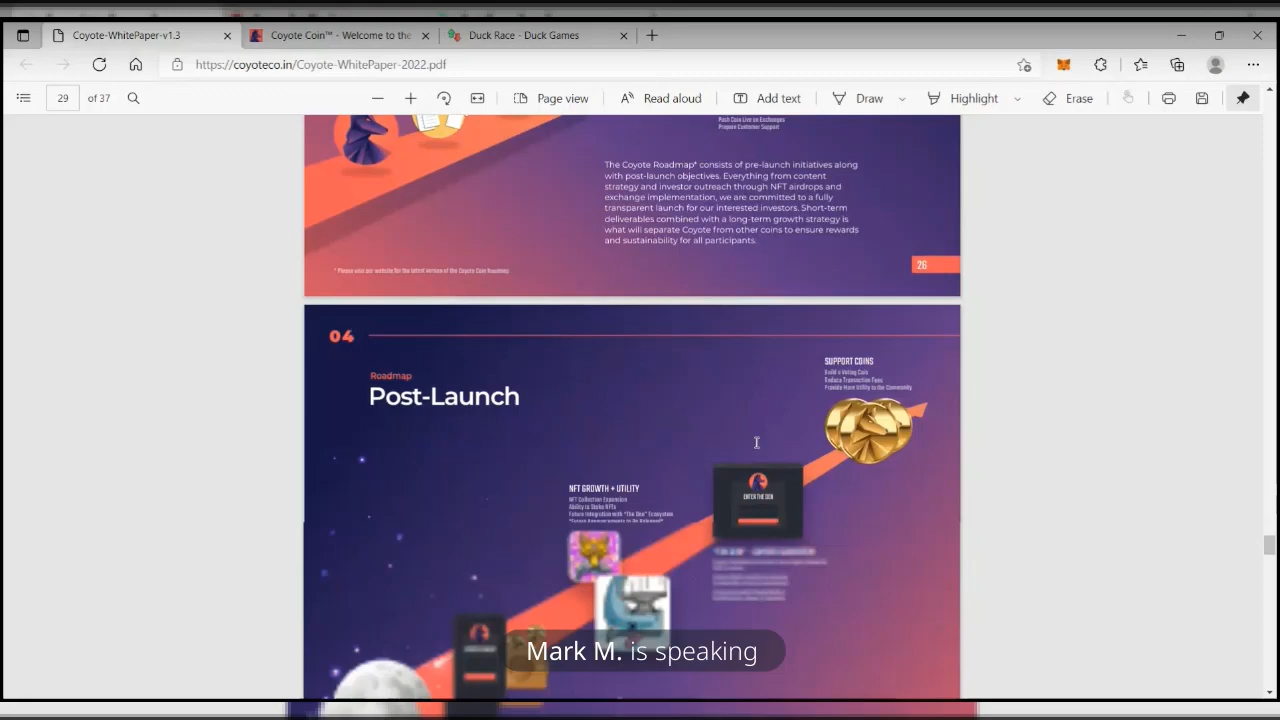 Coyote-WhitePaper-v1.3
Coyote Coin™ - Welcome to the
Duck Race - Duck Games
https://coyoteco.in/Coyote-WhitePaper-2022.pdf
29 of 37
Page view
Read aloud
Add text
Draw
Highlight
Erase
Push Coin Live on Exchanges
Prepare Customer Support
The Coyote Roadmap* consists of pre-launch initiatives along
with post-launch objectives. Everything from content
strategy and investor outreach through NFT airdrops and
exchange implementation, we are committed to a fully
transparent launch for our interested investors. Short-term
deliverables combined with a long-term growth strategy is
what will separate Coyote from other coins to ensure rewards
and sustainability for all participants.
* Please visit our website for the latest version of the Coyote Coin Roadmap
26
04
Roadmap
Post-Launch
SUPPORT COINS
Build a Voting Coin
Reduce Transaction Fees
Provide More Utility to the Community
NFT GROWTH + UTILITY
NFT Collection Expansion
Ability to Stake NFTs
Future Integration with "The Den" Ecosystem
*Future Announcements to Be Released*
ENTER THE DEN
Mark M. is speaking